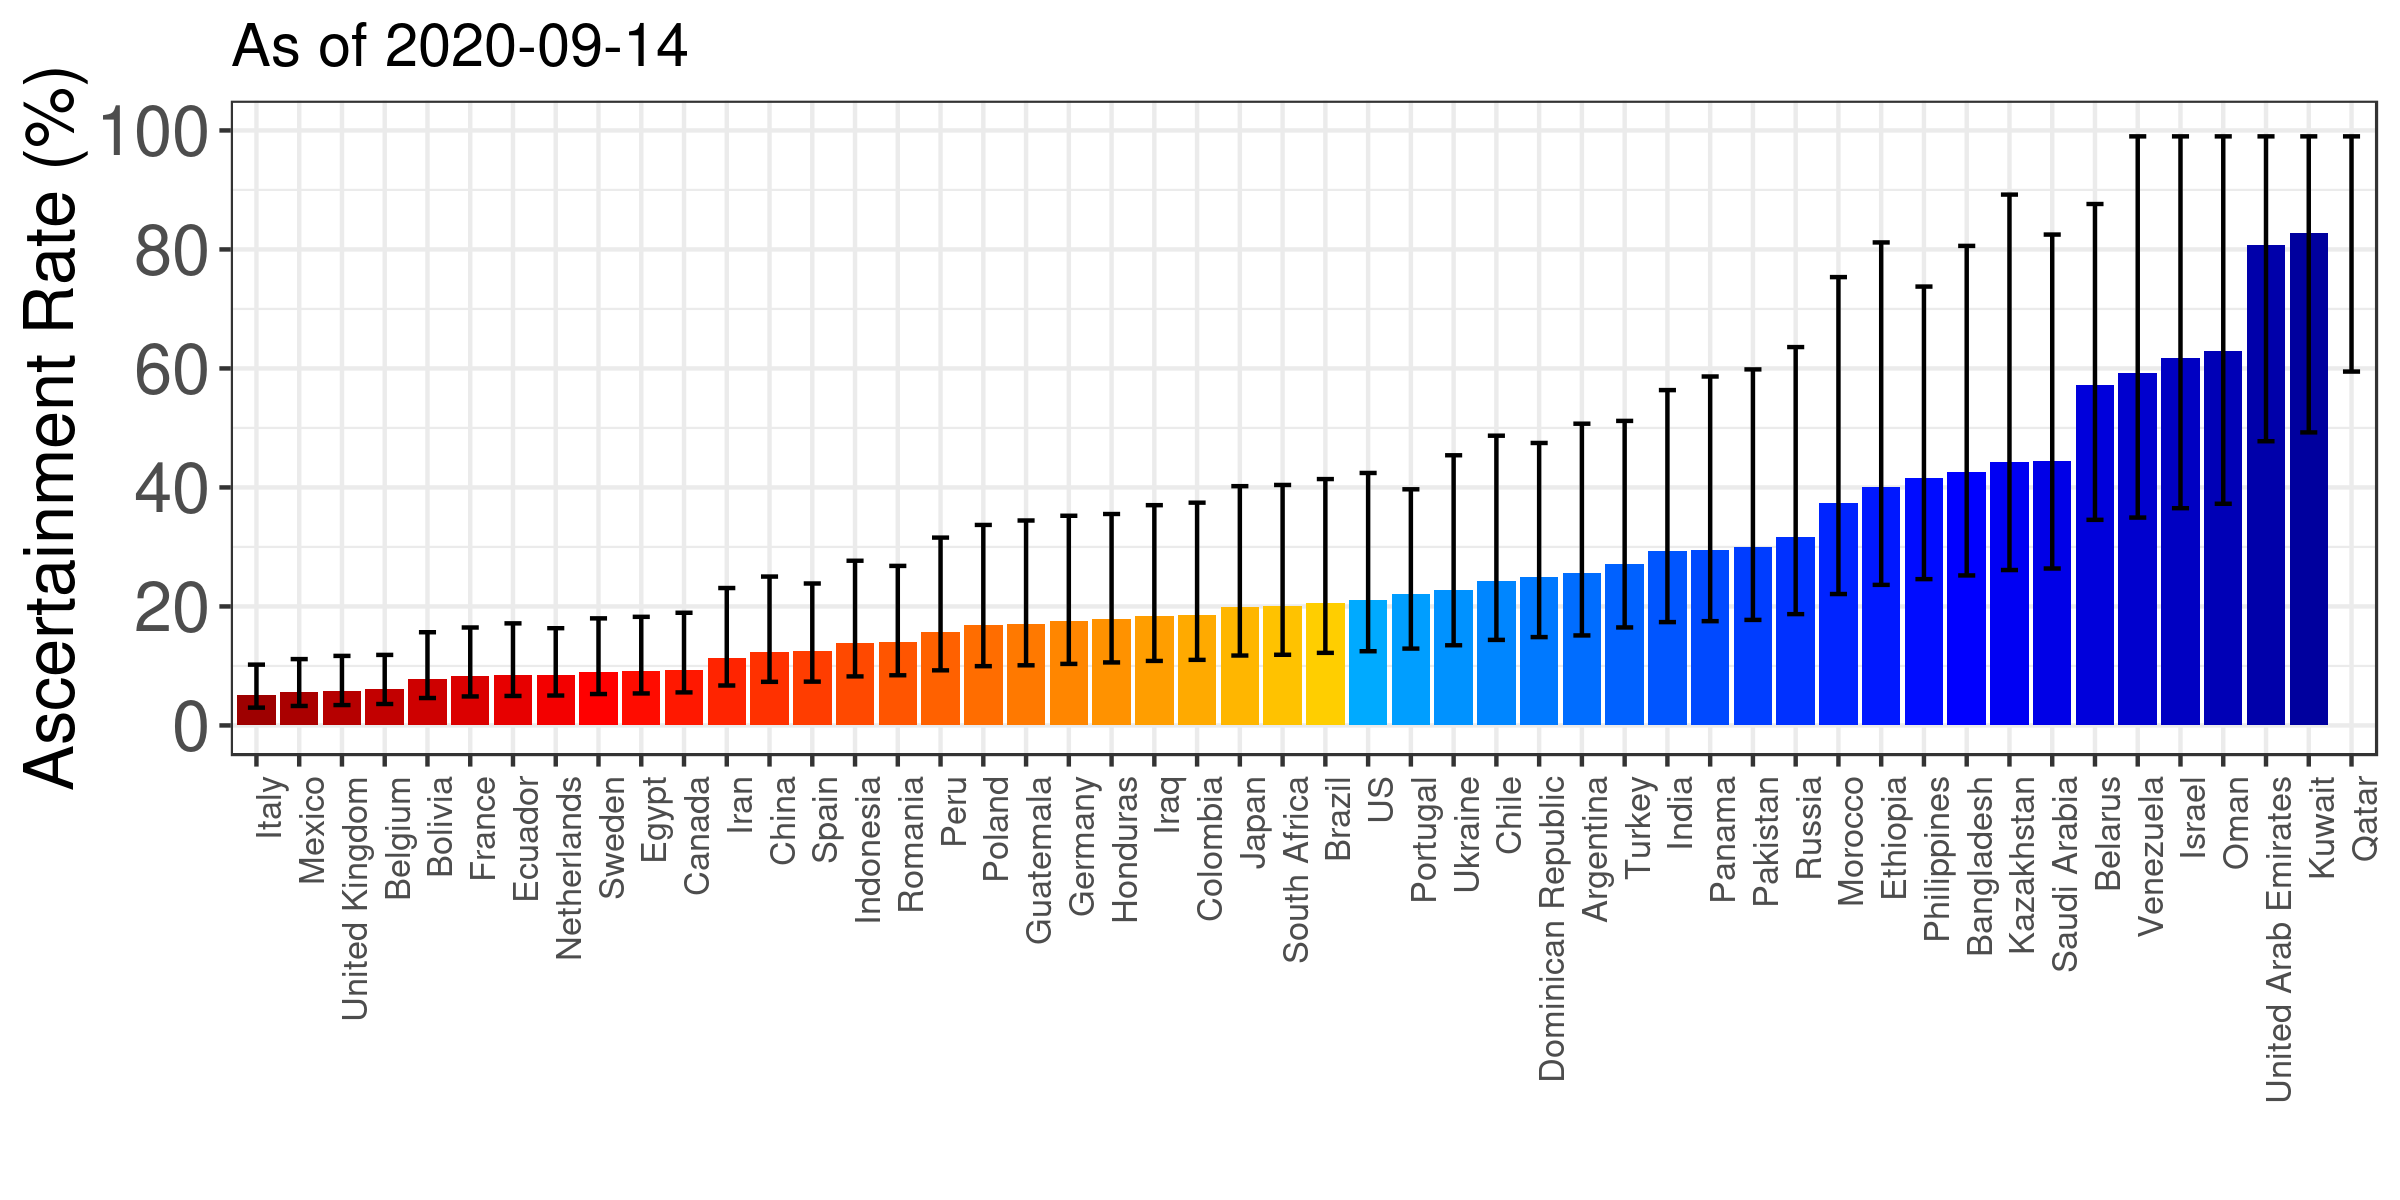 As of 2020-09-14
Ascertainment Rate (%)
100
80
60
40
20
0
Italy
Mexico
United Kingdom
Belgium
Bolivia
France
Ecuador
Netherlands
Sweden
Egypt
Canada
Iran
China
Spain
Indonesia
Romania
Peru
Poland
Guatemala
Germany
Honduras
Iraq
Colombia
Japan
South Africa
Brazil
US
Portugal
Ukraine
Chile
Dominican Republic
Argentina
Turkey
India
Panama
Pakistan
Russia
Morocco
Ethiopia
Philippines
Bangladesh
Kazakhstan
Saudi Arabia
Belarus
Venezuela
Israel
Oman
United Arab Emirates
Kuwait
Qatar